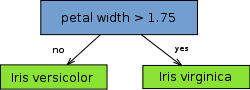 petal width > 1.75
no
yes
Iris versicolor
Iris virginica